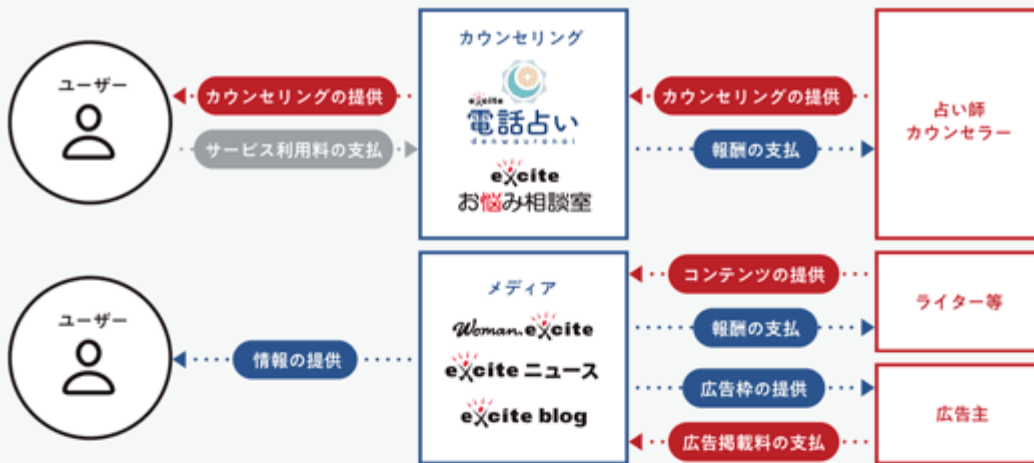 ユーザー
カウンセリングの提供
サービス利用料の支払
カウンセリング
excite
電話占い
denwauranai
excite
お悩み相談室
カウンセリングの提供
報酬の支払
占い師
カウンセラー
ユーザー
情報の提供
メディア
Woman.excite
excite ニュース
excite blog
コンテンツの提供
報酬の支払
広告枠の提供
広告掲載料の支払
ライター等
広告主